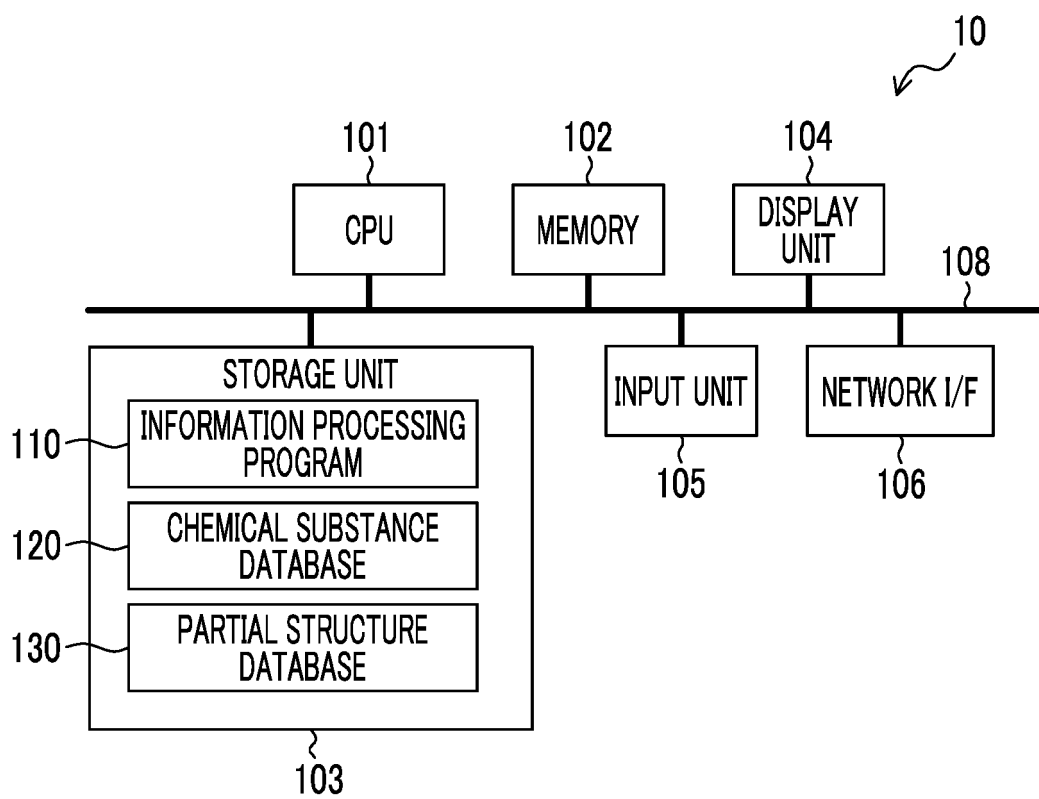 10
101
102
104
CPU
MEMORY
DISPLAY
UNIT
108
STORAGE UNIT
INPUT UNIT
NETWORK I/F
105
106
110
INFORMATION PROCESSING
PROGRAM
120
CHEMICAL SUBSTANCE
DATABASE
130
PARTIAL STRUCTURE
DATABASE
103